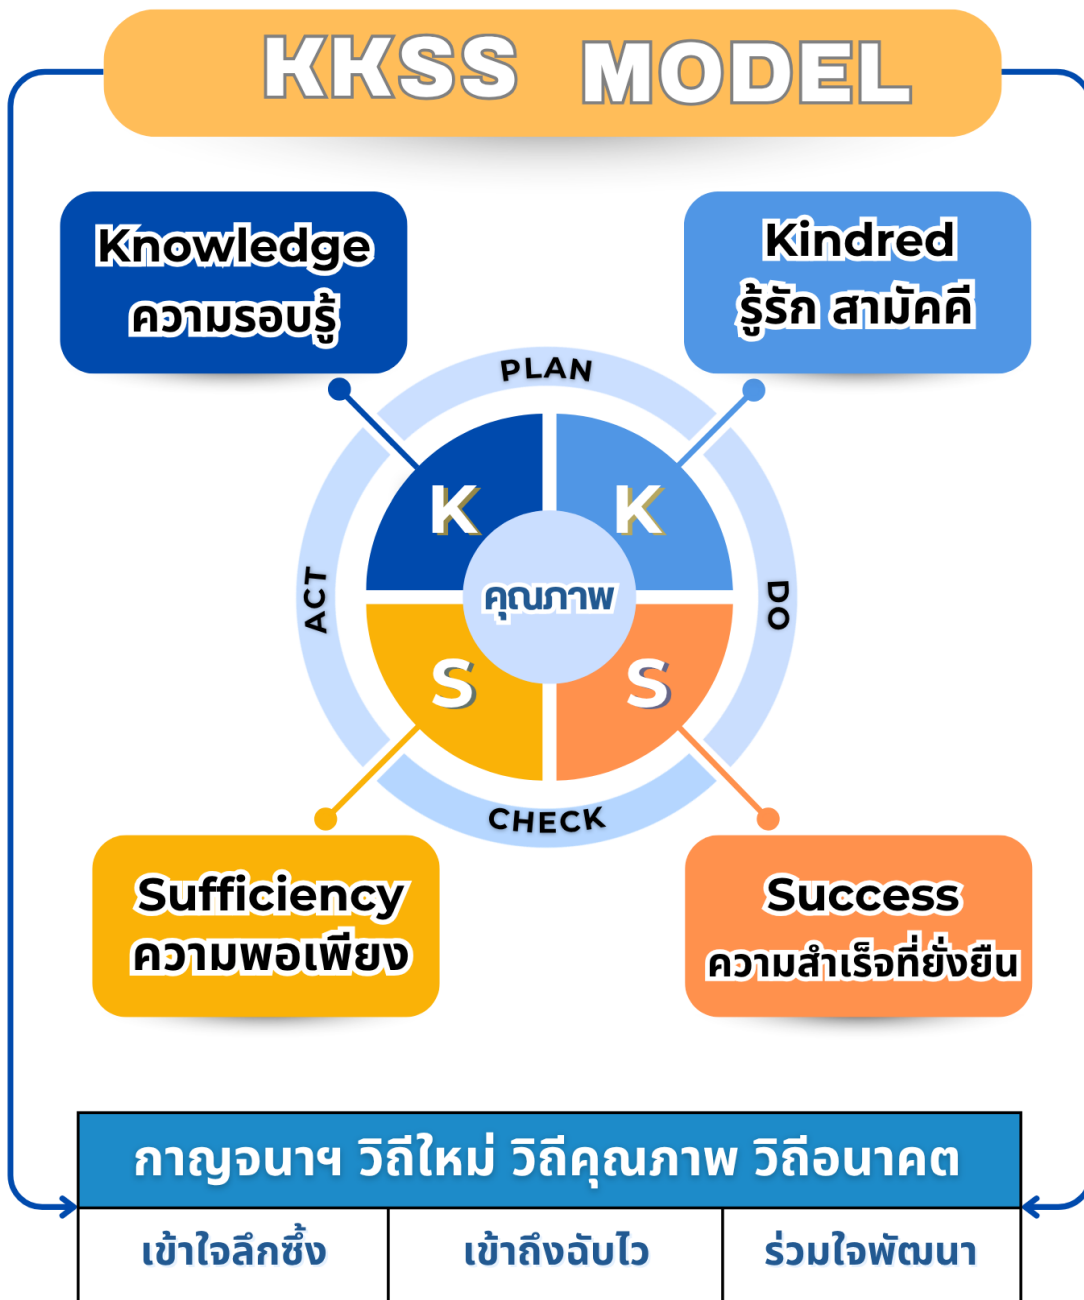 KKSS MODEL
Knowledge
ความรอบรู้
Kindred
รู้รัก สามัคคี
PLAN
K
K
ACT
คุณภาพ
DO
S
S
CHECK
Sufficiency
ความพอเพียง
Success
ความสำเร็จที่ยั่งยืน
กาญจนาฯ วิถีใหม่ วิถีคุณภาพ วิถีอนาคต
เข้าใจลึกซึ้ง
เข้าถึงฉับไว
ร่วมใจพัฒนา